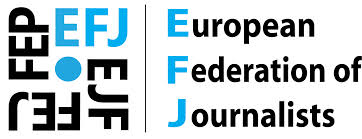 FEP
EFJ
EJF
FEJ
European
Federation of
Journalists